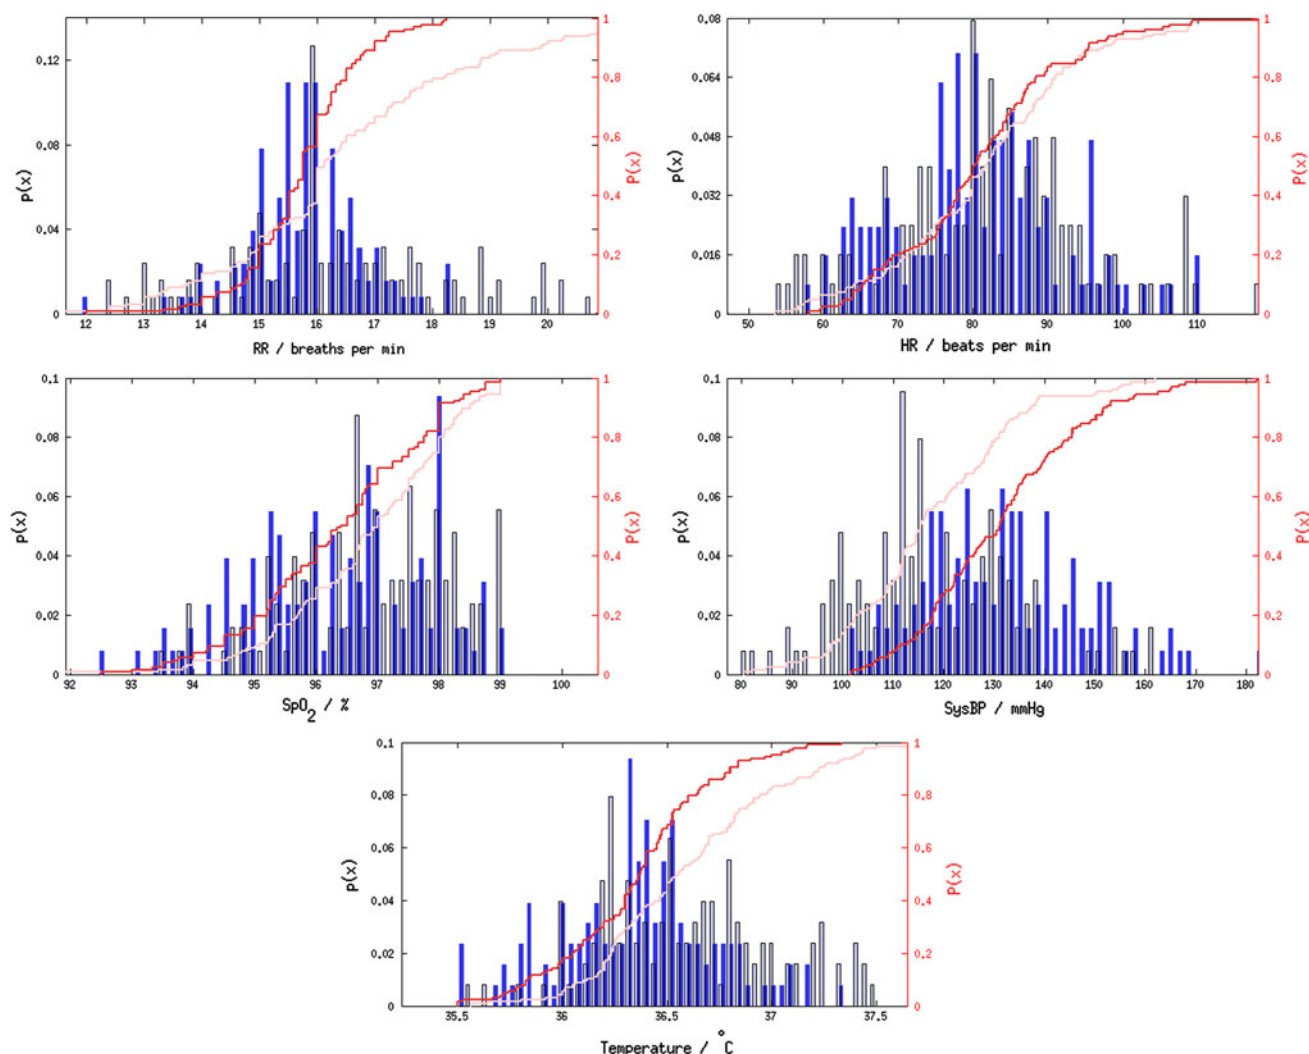 0.12
0.08
0.04
0
p(x)
12 13 14 15 16 17 18 19 20
RR / breaths per min
1
0.8
0.6
0.4
0.2
0
P(x)
0.08
0.064
0.048
0.032
0.016
0
p(x)
50 60 70 80 90 100 110
HR / beats per min
1
0.8
0.6
0.4
0.2
0
P(x)
0.1
0.08
0.06
0.04
0.02
0
p(x)
92 93 94 95 96 97 98 99 100
SpO2 / %
1
0.8
0.6
0.4
0.2
0
P(x)
0.1
0.08
0.06
0.04
0.02
0
p(x)
80 90 100 110 120 130 140 150 160 170 180
SysBP / mmHg
1
0.8
0.6
0.4
0.2
0
P(x)
0.1
0.08
0.06
0.04
0.02
0
p(x)
35.5 36 36.5 37 37.5
Temperature / °C
1
0.8
0.6
0.4
0.2
0
P(x)